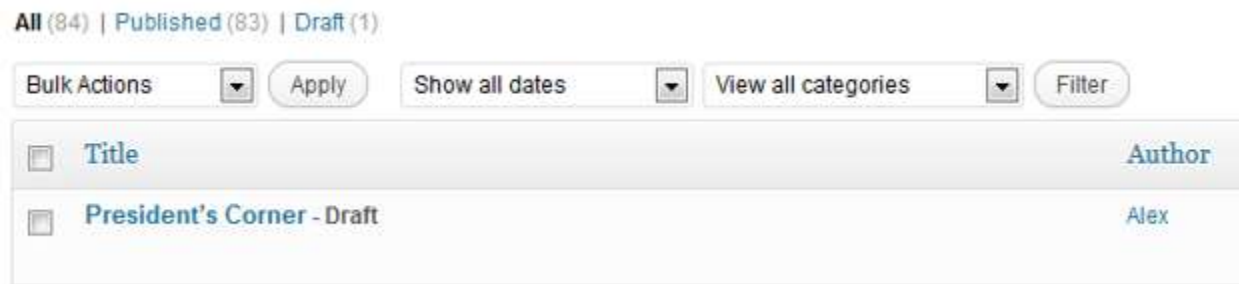 All (84) | Published (83) | Draft (1)
Bulk Actions Apply Show all dates View all categories Filter
Title Author
President's Corner - Draft Alex